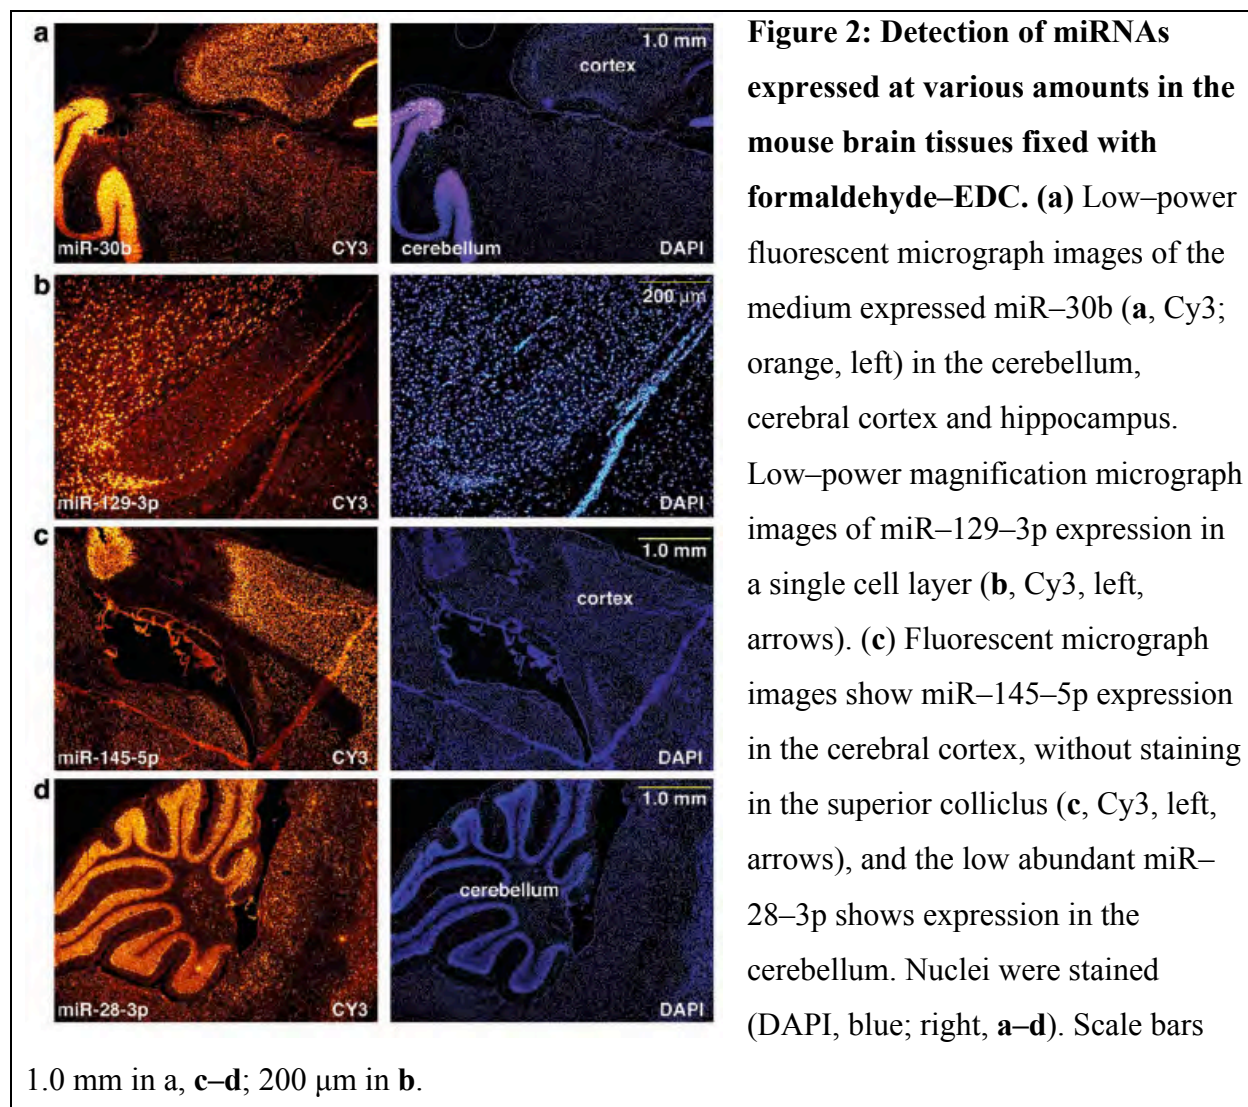 a
1.0 mm
cortex
miR-30b
CY3
cerebellum
DAPI
b
200 µm
miR-129-3p
CY3
DAPI
c
1.0 mm
cortex
miR-145-5p
CY3
DAPI
d
1.0 mm
cerebellum
miR-28-3p
CY3
DAPI
Figure 2: Detection of miRNAs
expressed at various amounts in the
mouse brain tissues fixed with
formaldehyde–EDC. (a) Low–power
fluorescent micrograph images of the
medium expressed miR–30b (a, Cy3;
orange, left) in the cerebellum,
cerebral cortex and hippocampus.
Low–power magnification micrograph
images of miR–129–3p expression in
a single cell layer (b, Cy3, left,
arrows). (c) Fluorescent micrograph
images show miR–145–5p expression
in the cerebral cortex, without staining
in the superior colliclus (c, Cy3, left,
arrows), and the low abundant miR–
28–3p shows expression in the
cerebellum. Nuclei were stained
(DAPI, blue; right, a–d). Scale bars
1.0 mm in a, c–d; 200 μm in b.